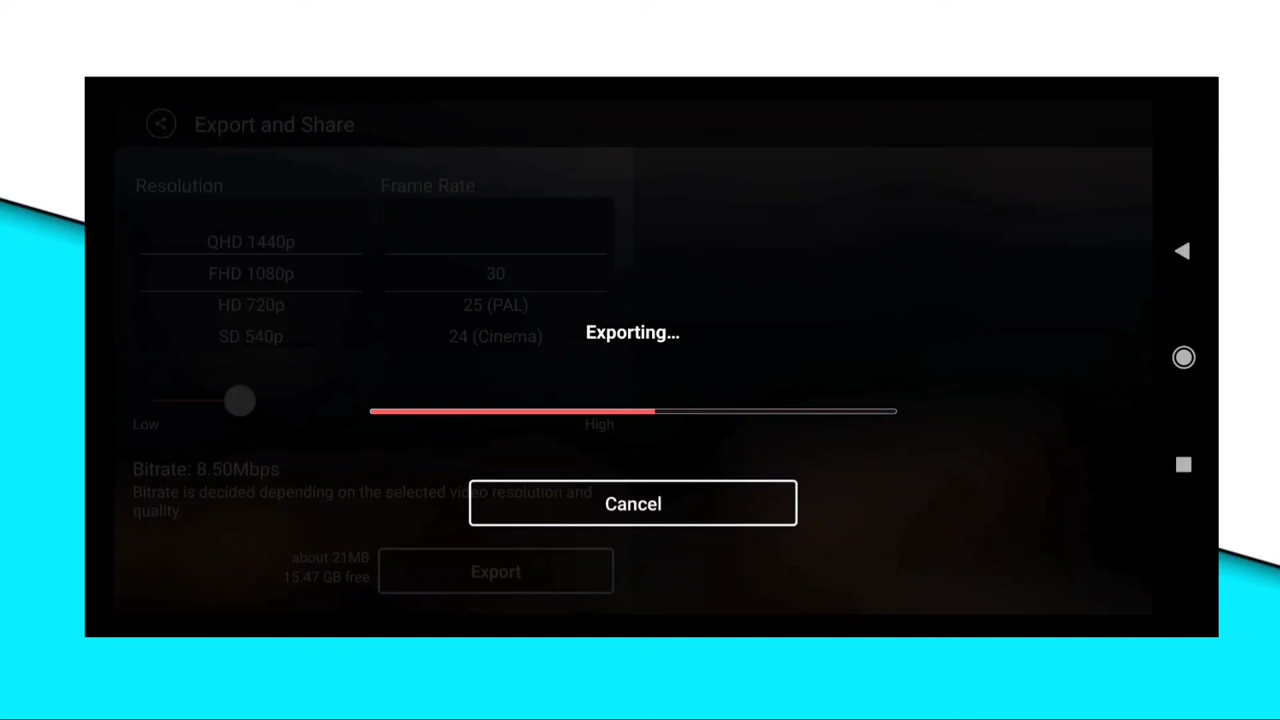 Export and Share
Resolution
Frame Rate
QHD 1440p
FHD 1080p
30
HD 720p
25 (PAL)
SD 540p
24 (Cinema)
Exporting...
Low
High
Bitrate: 8.50Mbps
Bitrate is decided depending on the selected video resolution and
quality.
Cancel
about 21MB
15.47 GB free
Export